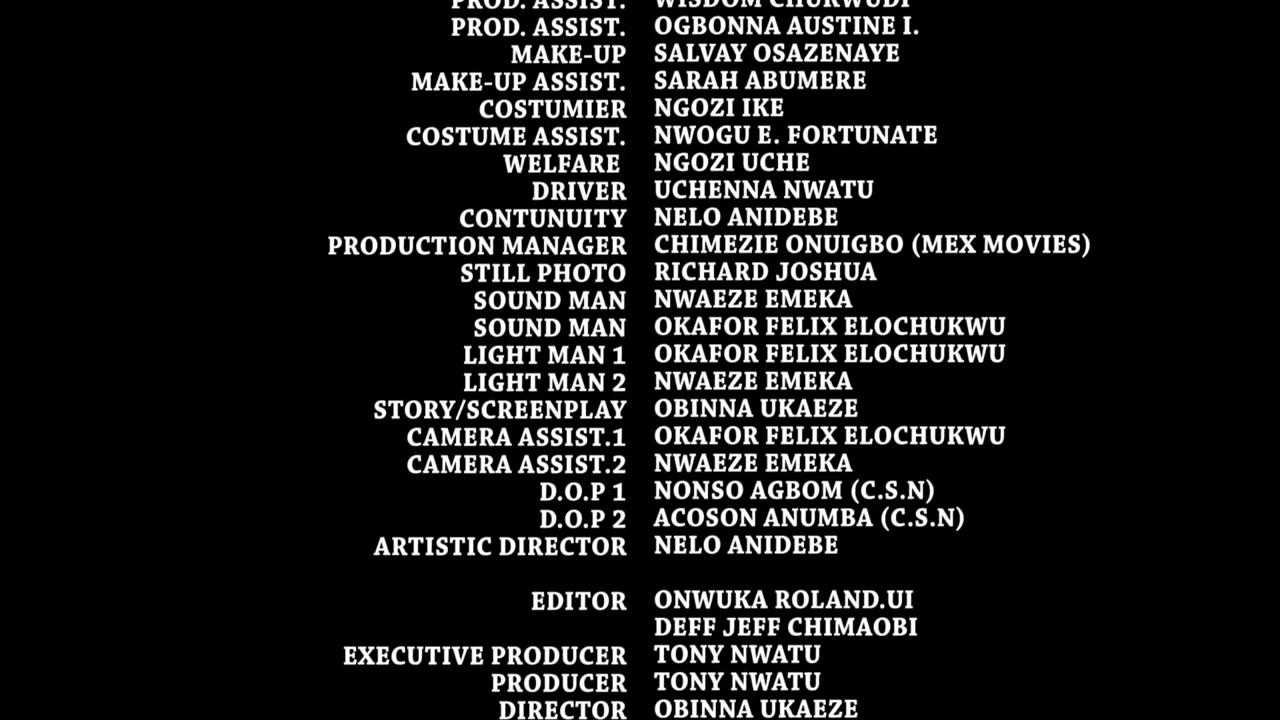 PROD. ASSIST. WISDOM CHUKWUDI
PROD. ASSIST. OGBONNA AUSTINE I.
MAKE-UP SALVAY OSAZENAYE
MAKE-UP ASSIST. SARAH ABUMERE
COSTUMIER NGOZI IKE
COSTUME ASSIST. NWOGU E. FORTUNATE
WELFARE NGOZI UCHE
DRIVER UCHENNA NWATU
CONTUNUITY NELO ANIDEBE
PRODUCTION MANAGER CHIMEZIE ONUIGBO (MEX MOVIES)
STILL PHOTO RICHARD JOSHUA
SOUND MAN NWAEZE EMEKA
SOUND MAN OKAFOR FELIX ELOCHUKWU
LIGHT MAN 1 OKAFOR FELIX ELOCHUKWU
LIGHT MAN 2 NWAEZE EMEKA
STORY/SCREENPLAY OBINNA UKAEZE
CAMERA ASSIST.1 OKAFOR FELIX ELOCHUKWU
CAMERA ASSIST.2 NWAEZE EMEKA
D.O.P 1 NONSO AGBOM (C.S.N)
D.O.P 2 ACOSON ANUMBA (C.S.N)
ARTISTIC DIRECTOR NELO ANIDEBE
EDITOR ONWUKA ROLAND.UI
DEFF JEFF CHIMAOBI
EXECUTIVE PRODUCER TONY NWATU
PRODUCER TONY NWATU
DIRECTOR OBINNA UKAEZE